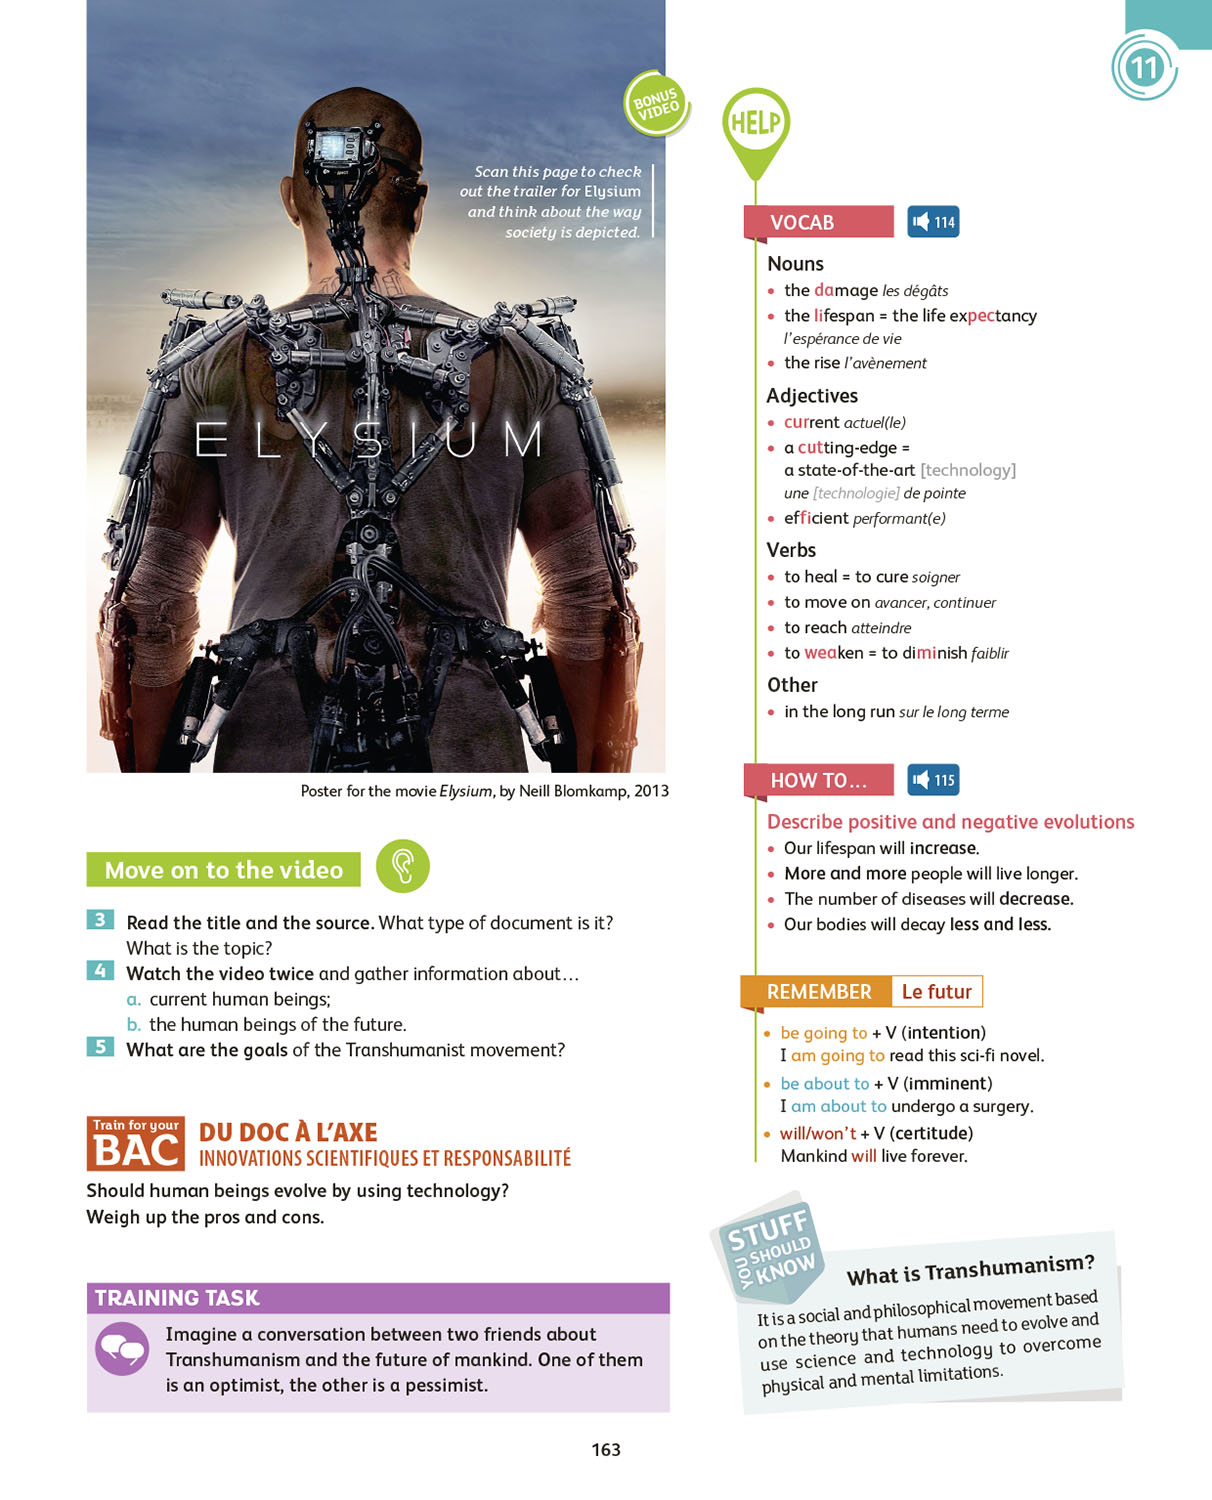 11
BONUS
VIDEO
Scan this page to check
out the trailer for Elysium
and think about the way
society is depicted.
ELYSIUM
Poster for the movie Elysium, by Neill Blomkamp, 2013
Move on to the video
3 Read the title and the source. What type of document is it?
What is the topic?
4 Watch the video twice and gather information about…
a. current human beings;
b. the human beings of the future.
5 What are the goals of the Transhumanist movement?
Train for your
BAC
DU DOC À L'AXE
INNOVATIONS SCIENTIFIQUES ET RESPONSABILITÉ
Should human beings evolve by using technology?
Weigh up the pros and cons.
TRAINING TASK
Imagine a conversation between two friends about
Transhumanism and the future of mankind. One of them
is an optimist, the other is a pessimist.
HELP
VOCAB 114
Nouns
• the damage les dégâts
• the lifespan = the life expectancy
l'espérance de vie
• the rise l'avènement
Adjectives
• current actuel(le)
• a cutting-edge =
a state-of-the-art [technology]
une [technologie] de pointe
• efficient performant(e)
Verbs
• to heal = to cure soigner
• to move on avancer, continuer
• to reach atteindre
• to weaken = to diminish faiblir
Other
• in the long run sur le long terme
HOW TO... 115
Describe positive and negative evolutions
• Our lifespan will increase.
• More and more people will live longer.
• The number of diseases will decrease.
• Our bodies will decay less and less.
REMEMBER Le futur
• be going to + V (intention)
I am going to read this sci-fi novel.
• be about to + V (imminent)
I am about to undergo a surgery.
• will/won't + V (certitude)
Mankind will live forever.
STUFF
YOU SHOULD
KNOW
What is Transhumanism?
It is a social and philosophical movement based
on the theory that humans need to evolve and
use science and technology to overcome
physical and mental limitations.
163